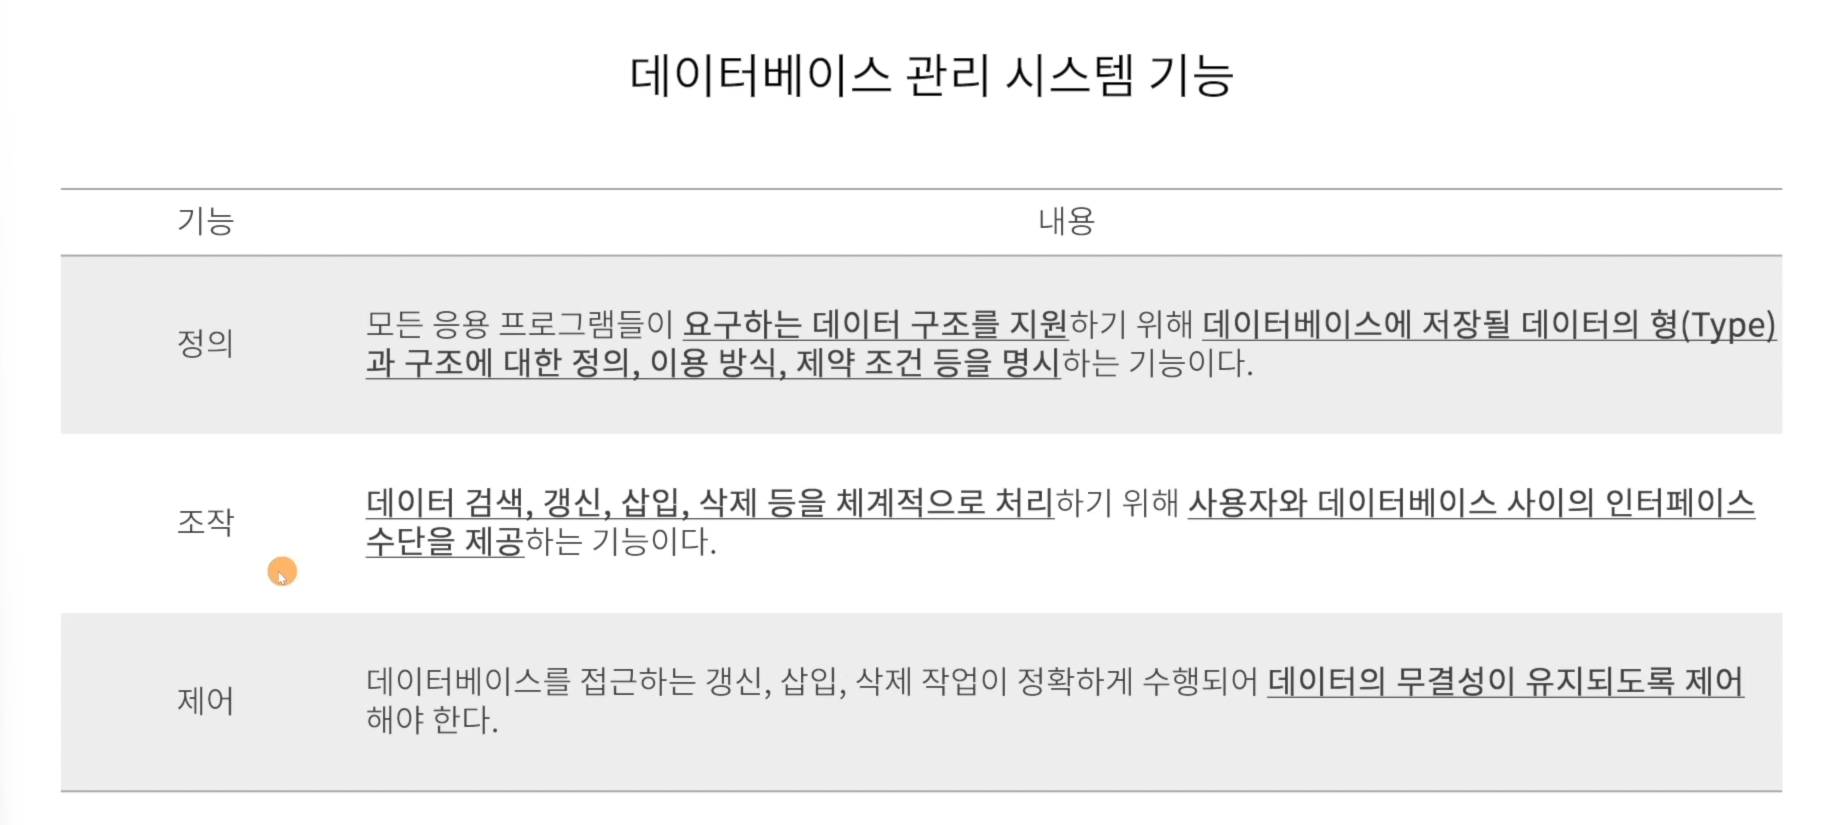 데이터베이스 관리 시스템 기능
기능 내용
정의
모든 응용 프로그램들이 요구하는 데이터 구조를 지원하기 위해 데이터베이스에 저장될 데이터의 형(Type)
과 구조에 대한 정의, 이용 방식, 제약 조건 등을 명시하는 기능이다.
조작
데이터 검색, 갱신, 삽입, 삭제 등을 체계적으로 처리하기 위해 사용자와 데이터베이스 사이의 인터페이스
수단을 제공하는 기능이다.
제어
데이터베이스를 접근하는 갱신, 삽입, 삭제 작업이 정확하게 수행되어 데이터의 무결성이 유지되도록 제어
해야 한다.